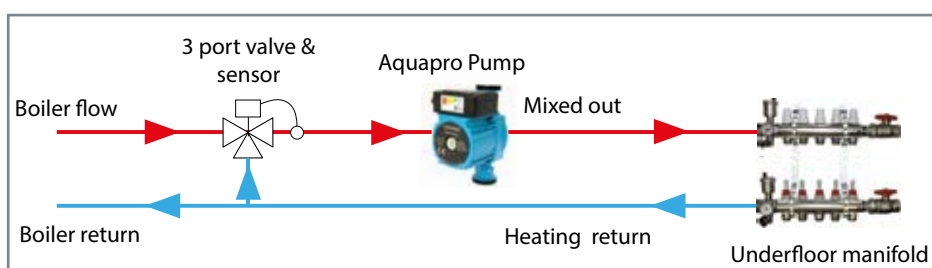 3 port valve &
sensor
Aquapro Pump
Boiler flow
Mixed out
Boiler return
Heating return
Underfloor manifold